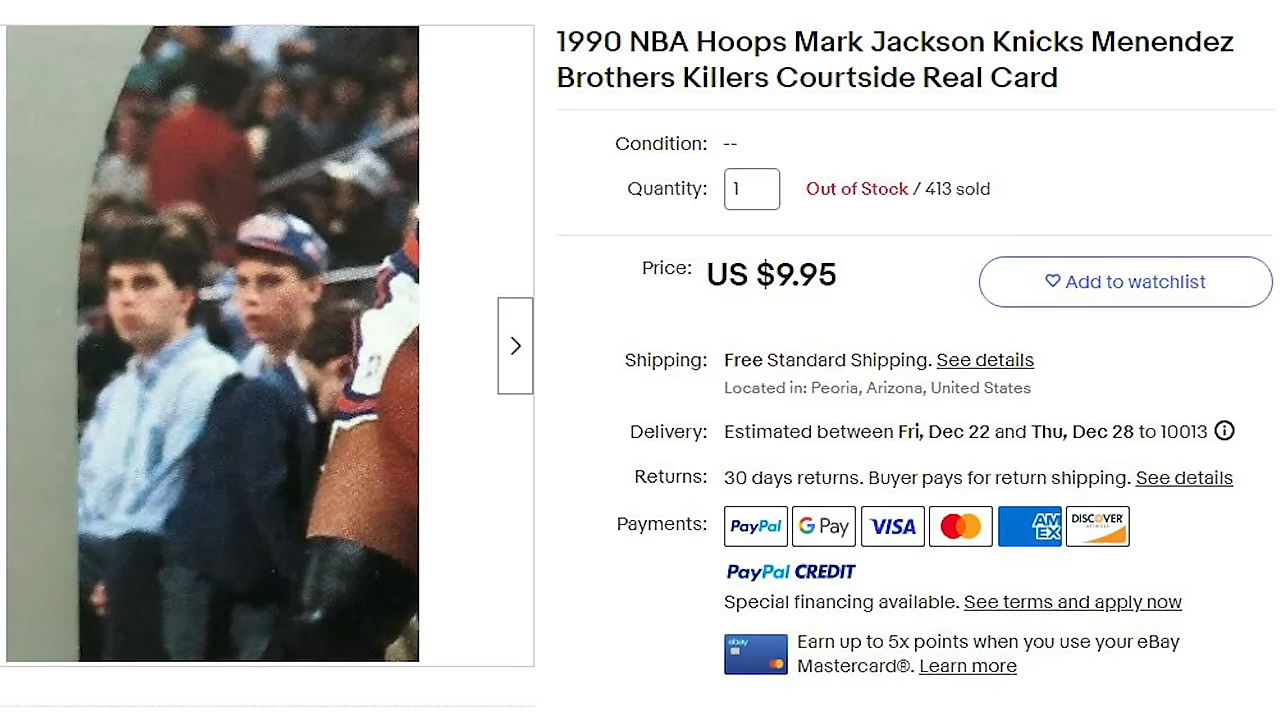 1990 NBA Hoops Mark Jackson Knicks Menendez
Brothers Killers Courtside Real Card
Condition: --
Quantity: 1 Out of Stock / 413 sold
Price: US $9.95
Add to watchlist
Shipping: Free Standard Shipping. See details
Located in: Peoria, Arizona, United States
Delivery: Estimated between Fri, Dec 22 and Thu, Dec 28 to 10013
Returns: 30 days returns. Buyer pays for return shipping. See details
Payments: PayPal G Pay VISA AM EX DISCOVER
PayPal CREDIT
Special financing available. See terms and apply now
ebay
Earn up to 5x points when you use your eBay
Mastercard®. Learn more